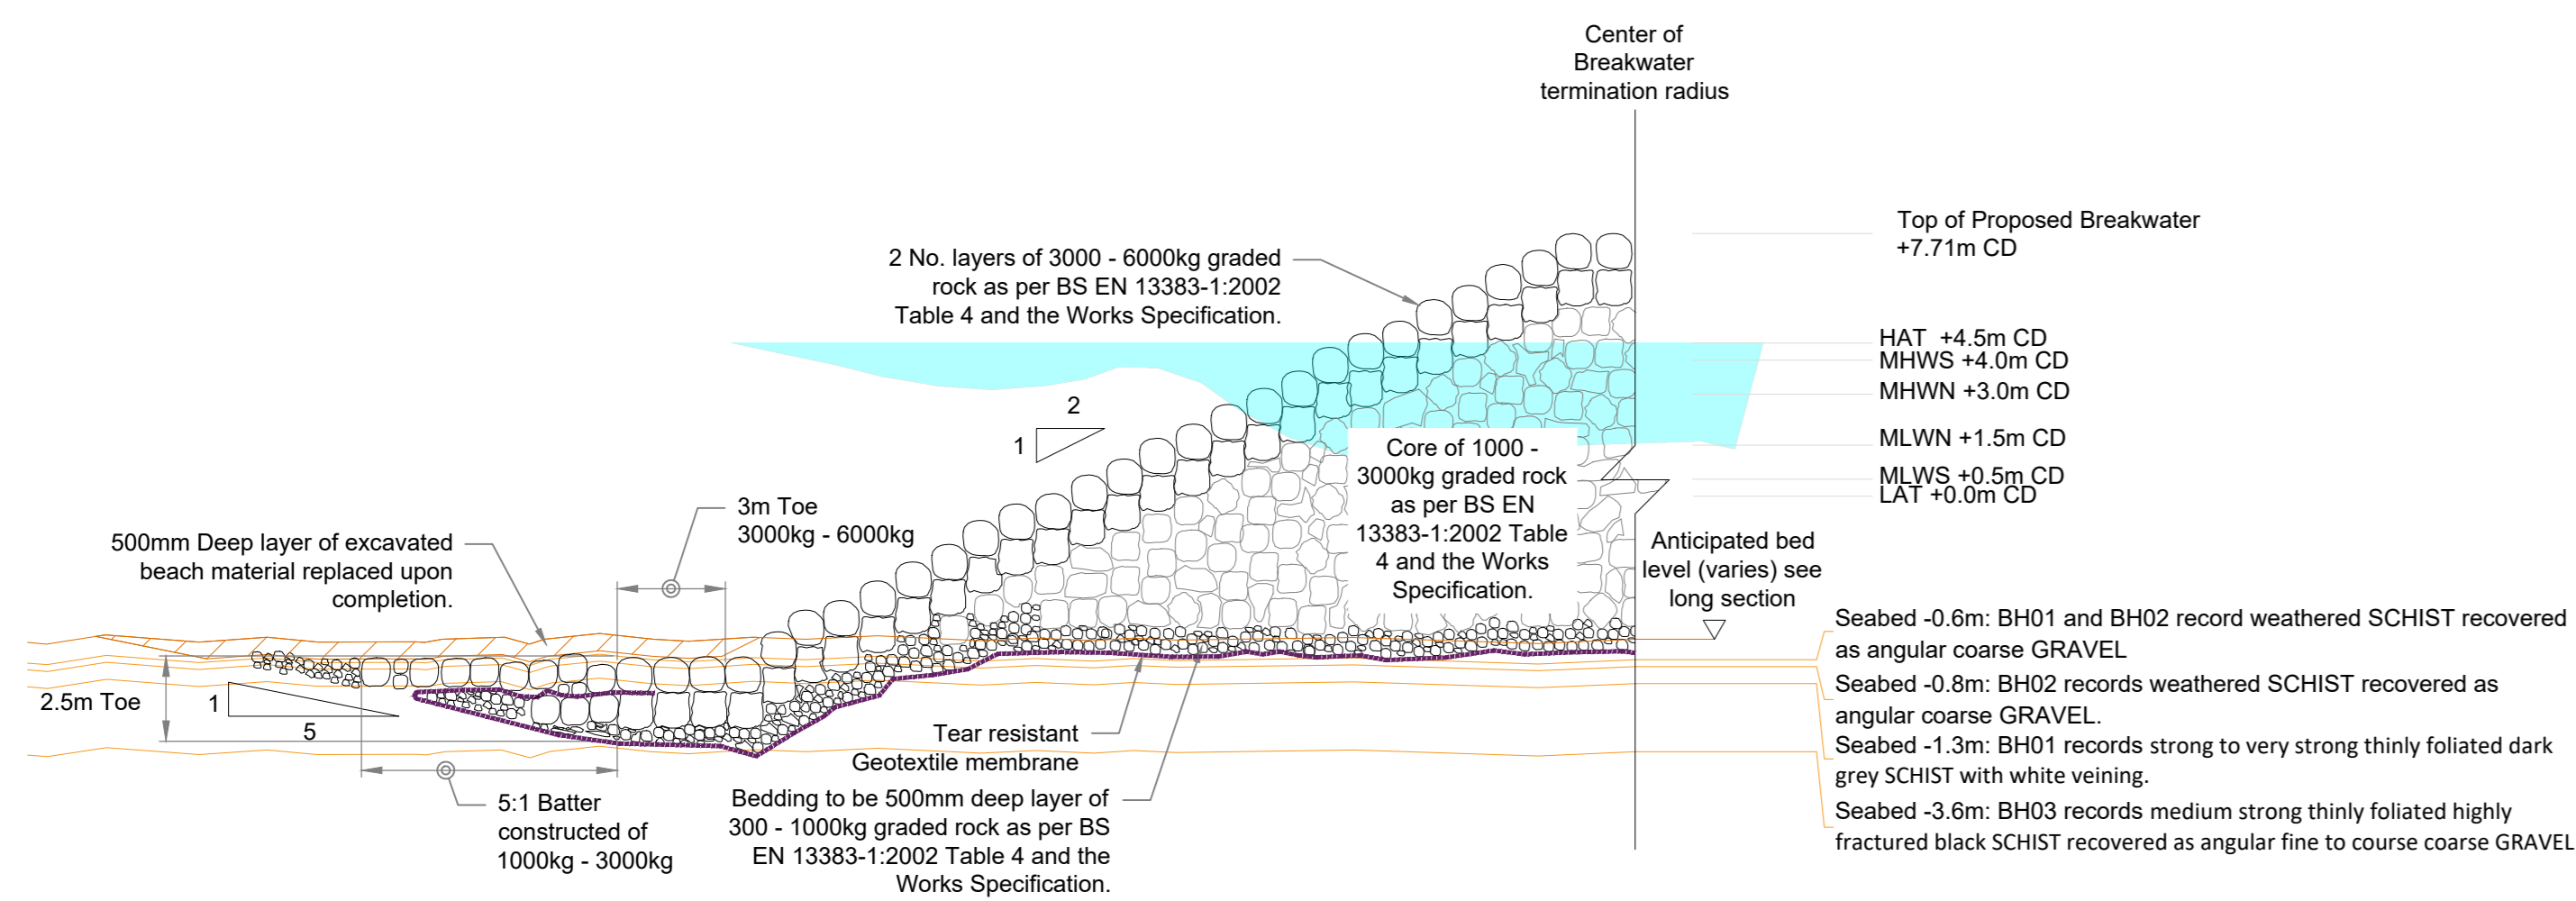 Center of
Breakwater
termination radius
Top of Proposed Breakwater
+7.71m CD
2 No. layers of 3000 - 6000kg graded
rock as per BS EN 13383-1:2002
Table 4 and the Works Specification.
HAT +4.5m CD
MHWS +4.0m CD
MHWN +3.0m CD
MLWN +1.5m CD
MLWS +0.5m CD
LAT +0.0m CD
2
1
Core of 1000 -
3000kg graded rock
as per BS EN
13383-1:2002 Table
4 and the Works
Specification.
3m Toe
3000kg - 6000kg
500mm Deep layer of excavated
beach material replaced upon
completion.
Anticipated bed
level (varies) see
long section
Seabed -0.6m: BH01 and BH02 record weathered SCHIST recovered
as angular coarse GRAVEL
Seabed -0.8m: BH02 records weathered SCHIST recovered as
angular coarse GRAVEL.
Seabed -1.3m: BH01 records strong to very strong thinly foliated dark
grey SCHIST with white veining.
Seabed -3.6m: BH03 records medium strong thinly foliated highly
fractured black SCHIST recovered as angular fine to course coarse GRAVEL
2.5m Toe
1
5
Tear resistant
Geotextile membrane
5:1 Batter
constructed of
1000kg - 3000kg
Bedding to be 500mm deep layer of
300 - 1000kg graded rock as per BS
EN 13383-1:2002 Table 4 and the
Works Specification.